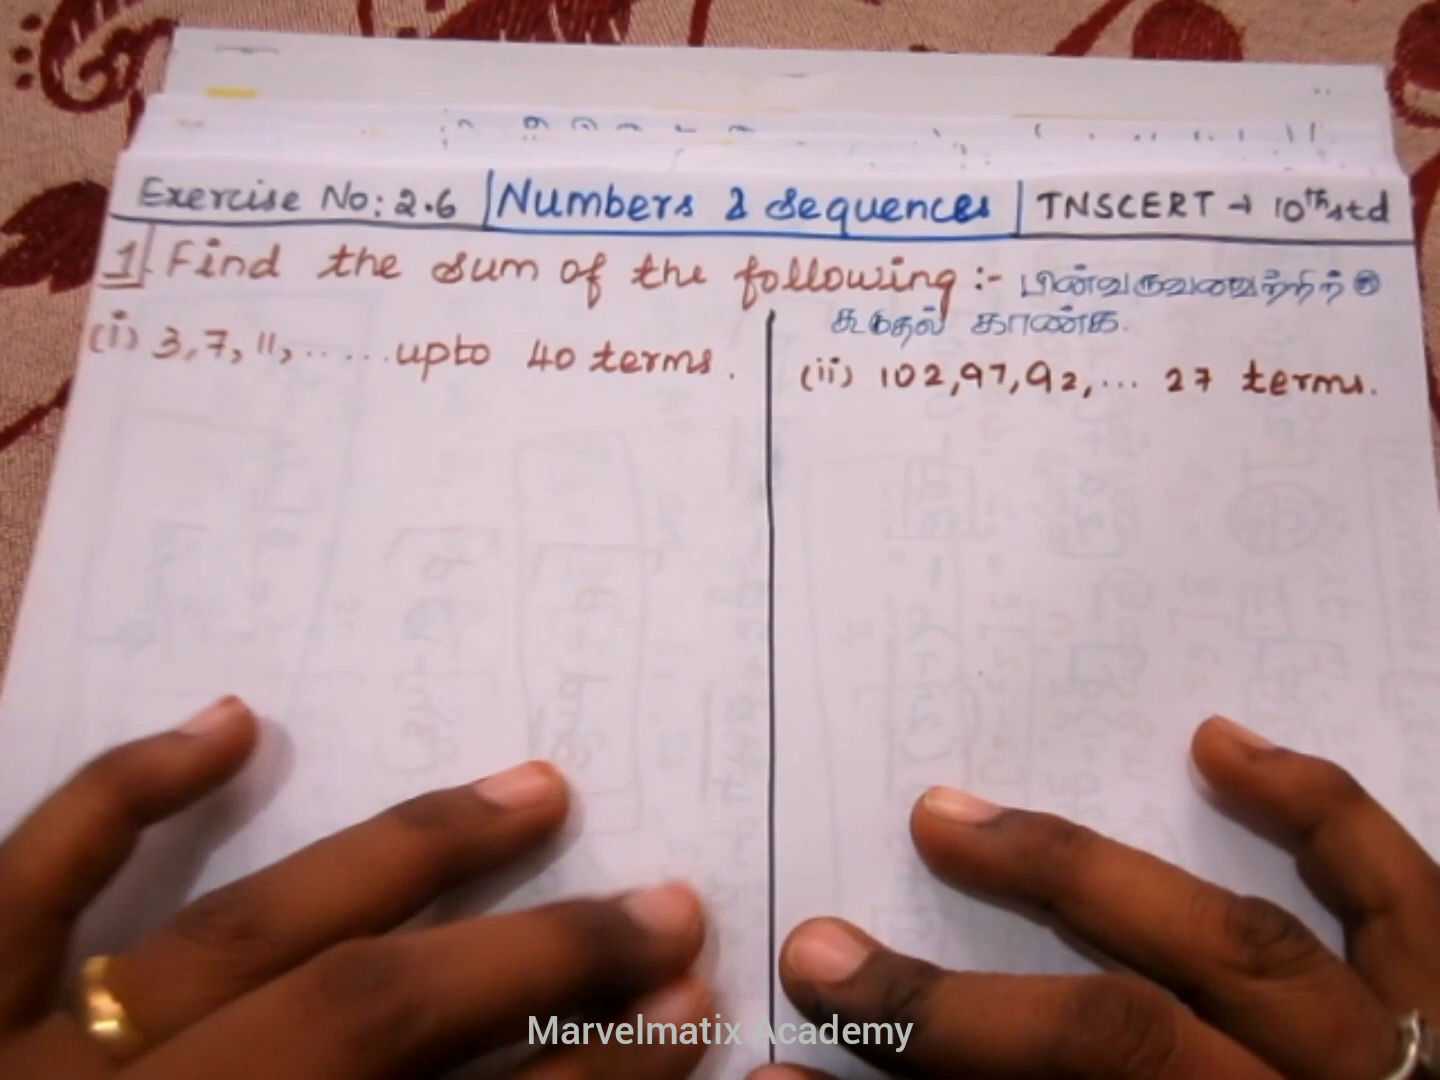 Exercise No: 2.6 | Numbers & Sequences | TNSCERT → 10th std
1. Find the sum of the following :- பின்வருவனவற்றின்
கூடுதல் காண்க.
(i) 3, 7, 11, ..... upto 40 terms.
(ii) 102, 97, 92, ... 27 terms.
Marvelmatix Academy